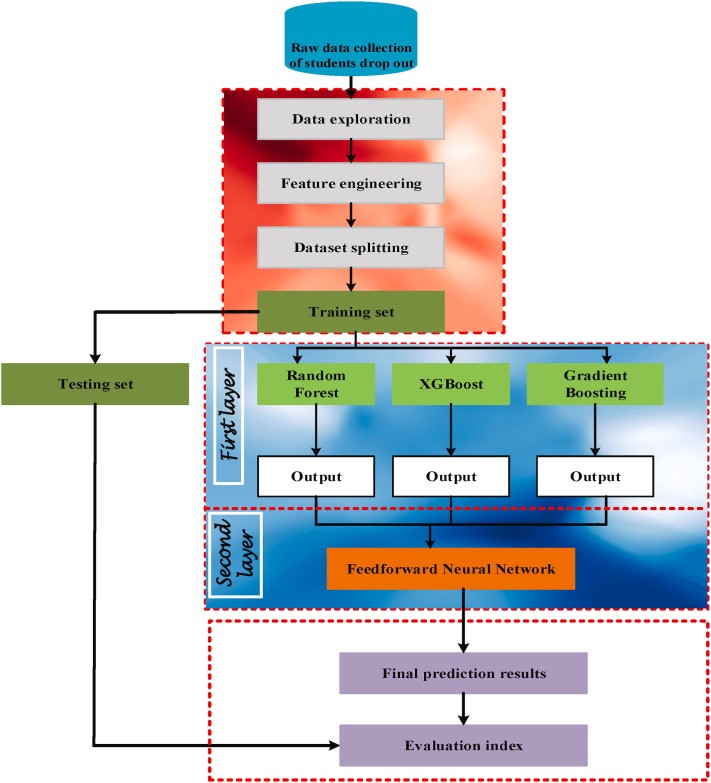 Raw data collection
of students drop out
Data exploration
Feature engineering
Dataset splitting
Training set
Testing set
First layer
Random
Forest
XGBoost
Gradient
Boosting
Output
Output
Output
Second
layer
Feedforward Neural Network
Final prediction results
Evaluation index